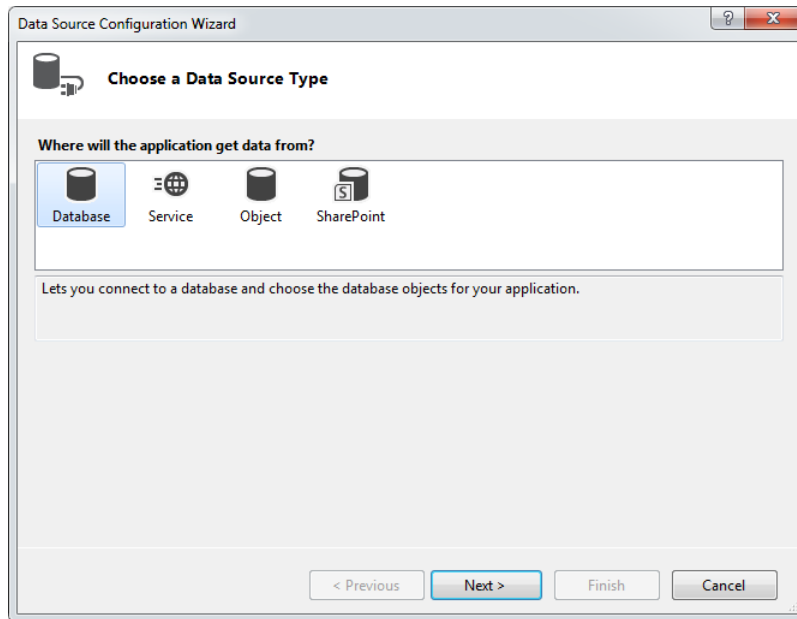 Data Source Configuration Wizard
?
Choose a Data Source Type
Where will the application get data from?
Database Service Object SharePoint
Lets you connect to a database and choose the database objects for your application.
< Previous Next > Finish Cancel